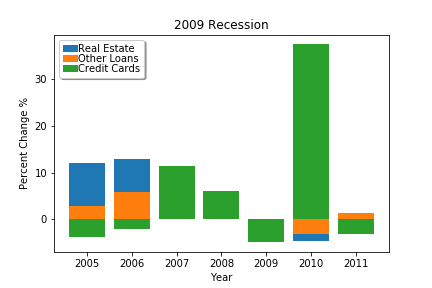 2009 Recession
Real Estate
Other Loans
Credit Cards
Percent Change %
30
20
10
0
2005 2006 2007 2008 2009 2010 2011
Year